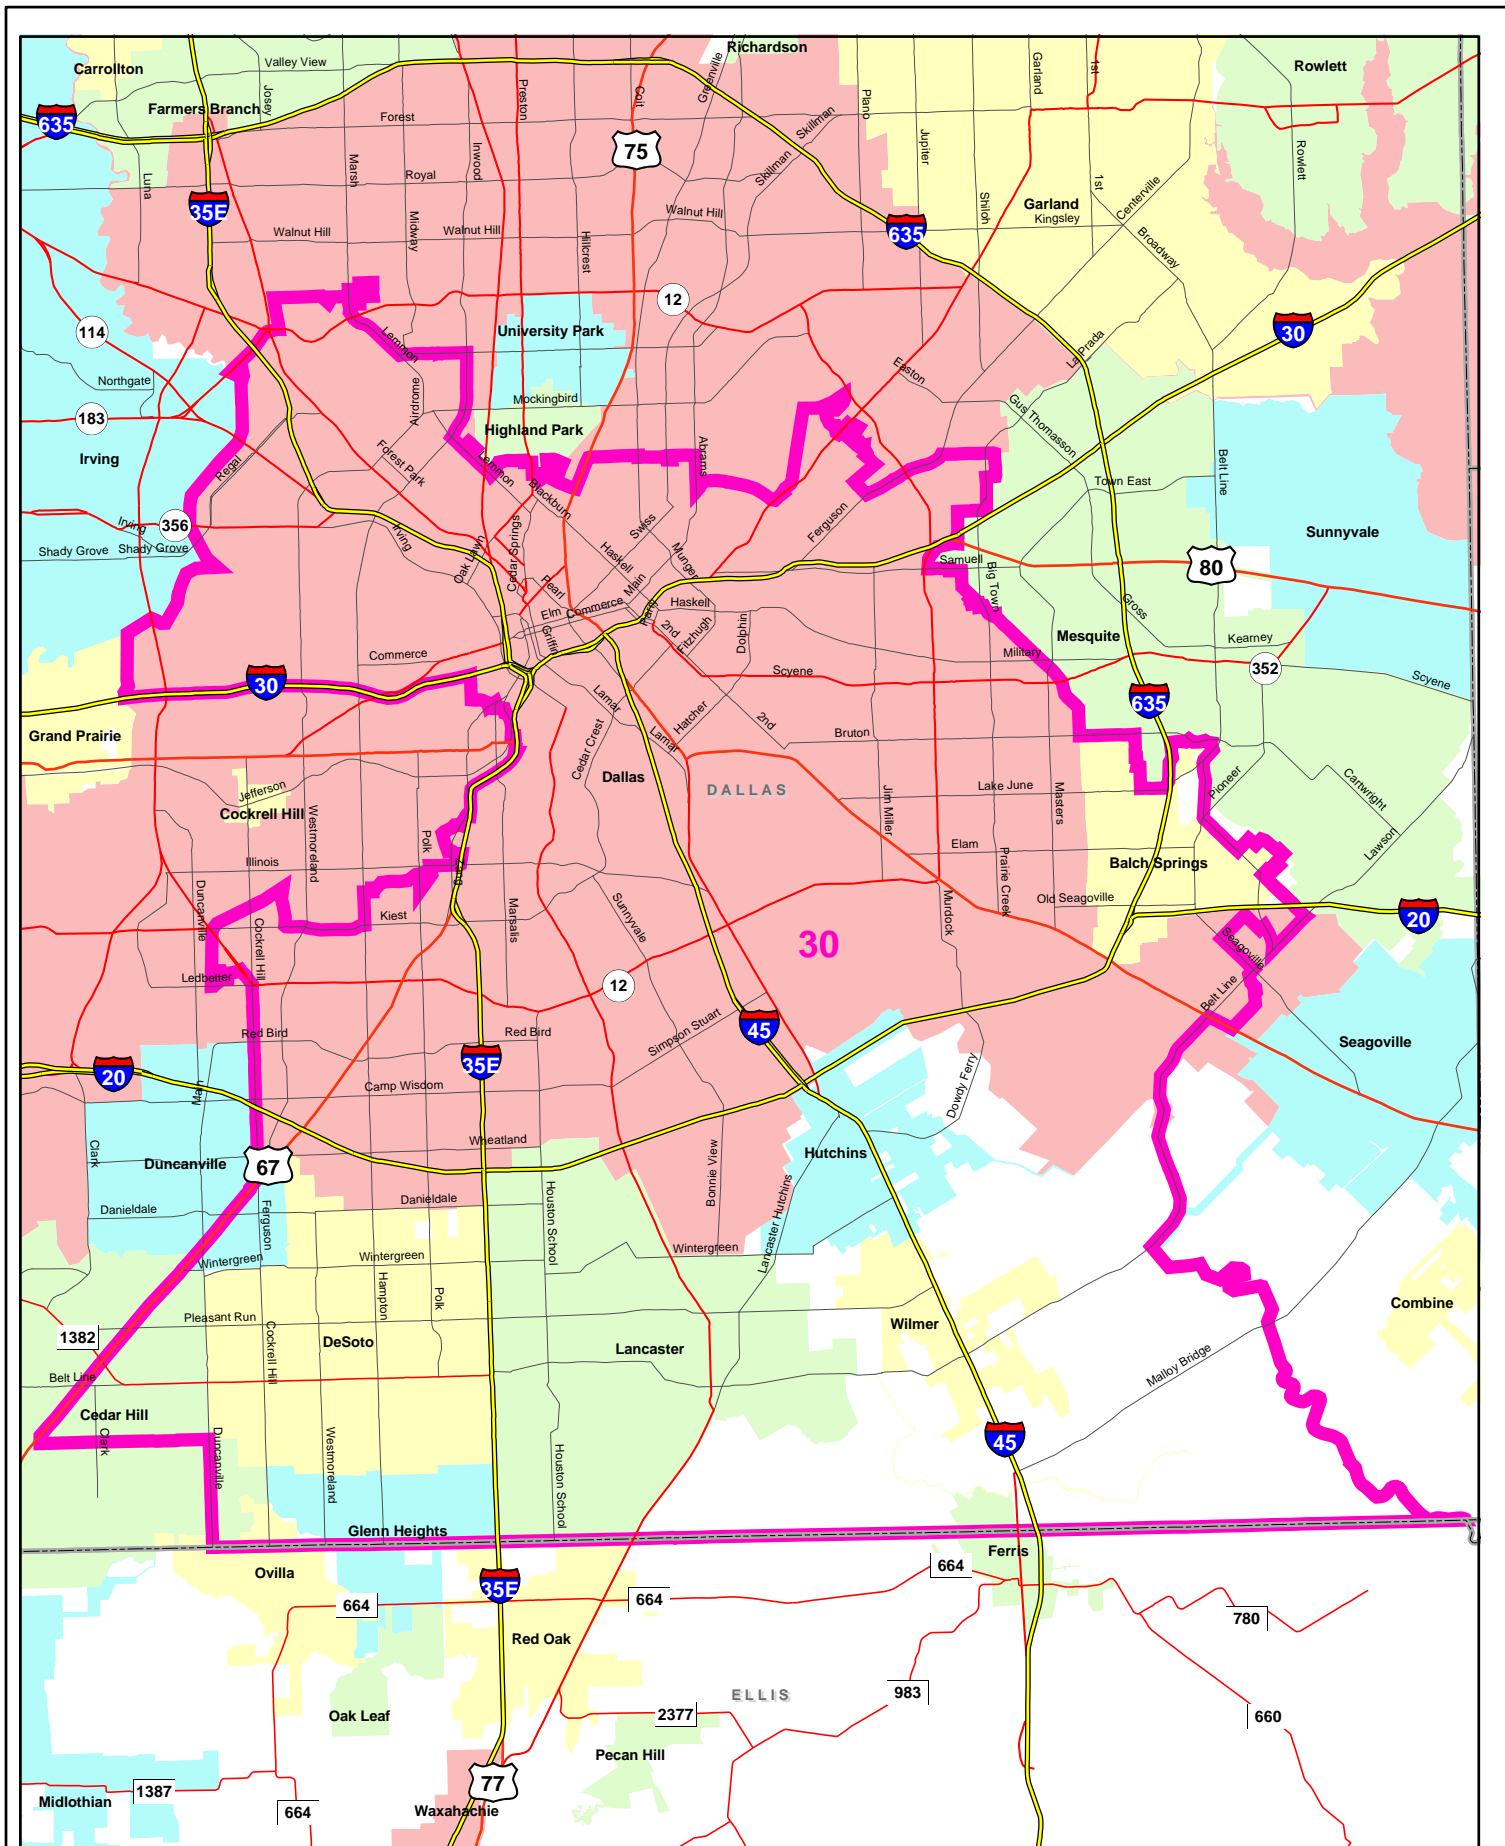 Richardson
Carrollton
Valley View
Rowlett
Farmers Branch
Josey
Preston
Coit
Greenville
Plano
Garland
1st
635
Forest
Skillman
75
Jupiter
Rowlett
Marsh
Inwood
Royal
Skillman
Luna
1st
Centerville
35E
Shiloh
Garland
Kingsley
Walnut Hill
Midway
Walnut Hill
Walnut Hill
Hillcrest
635
Broadway
12
114
University Park
30
Lemmon
La Prada
Easton
Northgate
Airdrome
Mockingbird
183
Highland Park
Gus Thomasson
Irving
Regal
Forest Park
Lemmon
Abrams
Belt Line
Town East
Blackburn
356
Irving
Irving
Swiss
Ferguson
Sunnyvale
Shady Grove
Shady Grove
Oak Lawn
Cedar Springs
Haskell
Munger
Samuell
Big Town
80
Pearl
Main
Elm
Commerce
Parry
Haskell
Gross
Griffin
2nd
Fitzhugh
Dolphin
Mesquite
Kearney
Commerce
Military
352
30
Scyene
Scyene
Lamar
635
Grand Prairie
Cedar Crest
Lamar
Hatcher
2nd
Bruton
Dallas
DALLAS
Jefferson
Jim Miller
Lake June
Masters
Pioneer
Cartwright
Cockrell Hill
Westmoreland
Polk
Lawson
Illinois
Zang
Elam
Prairie Creek
Balch Springs
Duncanville
Cockrell Hill
Kiest
Marsalis
Sunnyvale
Murdock
Old Seagoville
20
30
Seagoville
Ledbetter
12
Belt Line
Red Bird
Red Bird
Simpson Stuart
45
Seagoville
35E
20
Main
Camp Wisdom
Dowdy Ferry
Clark
Wheatland
Duncanville
67
Bonnie View
Hutchins
Danieldale
Ferguson
Danieldale
Houston School
Lancaster Hutchins
Wintergreen
Wintergreen
Wintergreen
Hampton
Polk
Combine
Pleasant Run
1382
Cockrell Hill
DeSoto
Lancaster
Wilmer
Malloy Bridge
Belt Line
Cedar Hill
Clark
Duncanville
Westmoreland
Houston School
45
Glenn Heights
Ferris
Ovilla
35E
664
664
664
780
Red Oak
983
ELLIS
Oak Leaf
2377
660
Pecan Hill
1387
77
Midlothian
664
Waxahachie